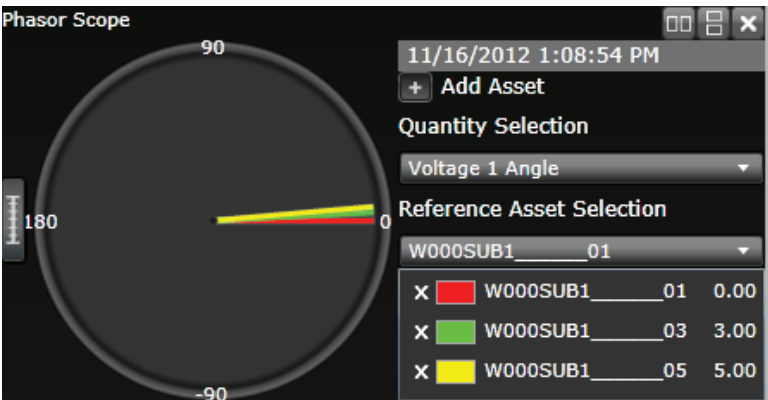 Phasor Scope
11/16/2012 1:08:54 PM
+ Add Asset
Quantity Selection
Voltage 1 Angle
Reference Asset Selection
W000SUB1______01
X W000SUB1______01 0.00
X W000SUB1______03 3.00
X W000SUB1______05 5.00
90
180
0
-90